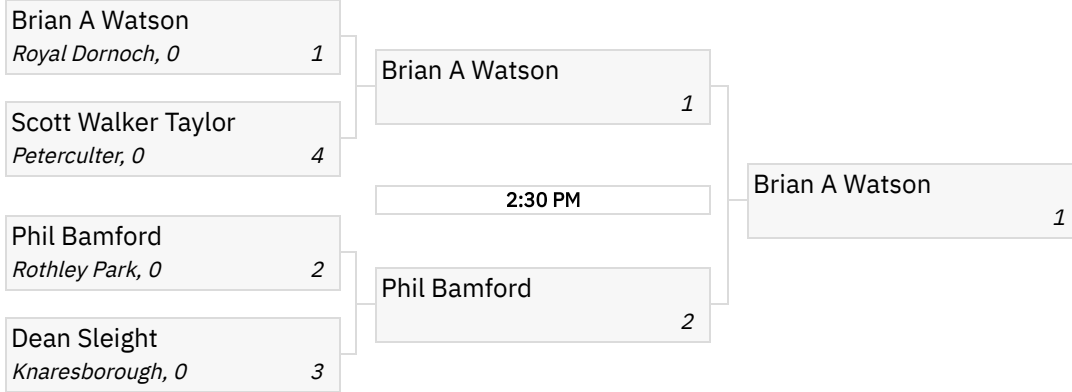 Brian A Watson
Royal Dornoch, 0 1
Scott Walker Taylor
Peterculter, 0 4
Phil Bamford
Rothley Park, 0 2
Dean Sleight
Knaresborough, 0 3
Brian A Watson
1
2:30 PM
Phil Bamford
2
Brian A Watson
1